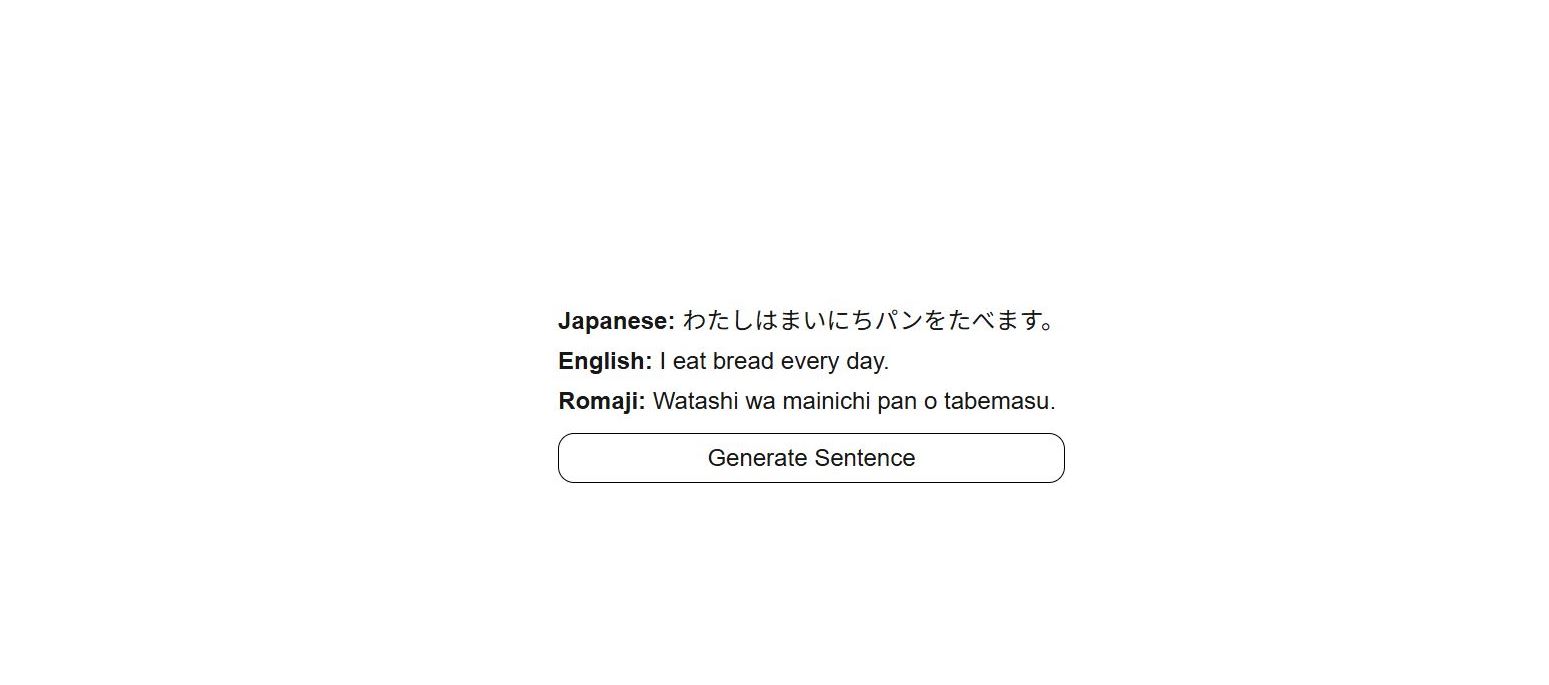 Japanese: わたしはまいにちパンをたべます。
English: I eat bread every day.
Romaji: Watashi wa mainichi pan o tabemasu.
Generate Sentence